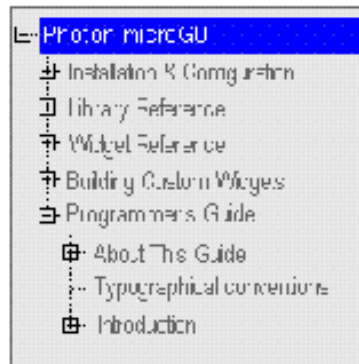 Photon microGUI
Installation & Configuration
Library Reference
Widget Reference
Building Custom Widgets
Programmer's Guide
About This Guide
Typographical conventions
Introduction